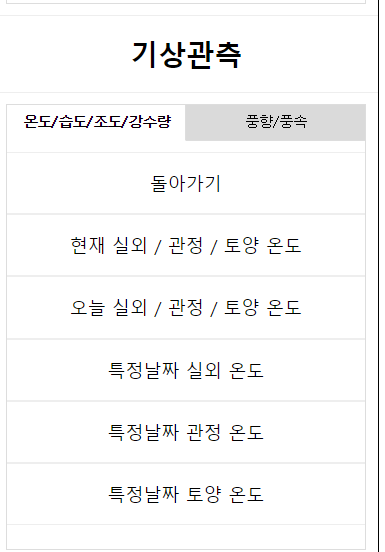 기상관측
온도/습도/조도/강수량 풍향/풍속
돌아가기
현재 실외 / 관정 / 토양 온도
오늘 실외 / 관정 / 토양 온도
특정날짜 실외 온도
특정날짜 관정 온도
특정날짜 토양 온도